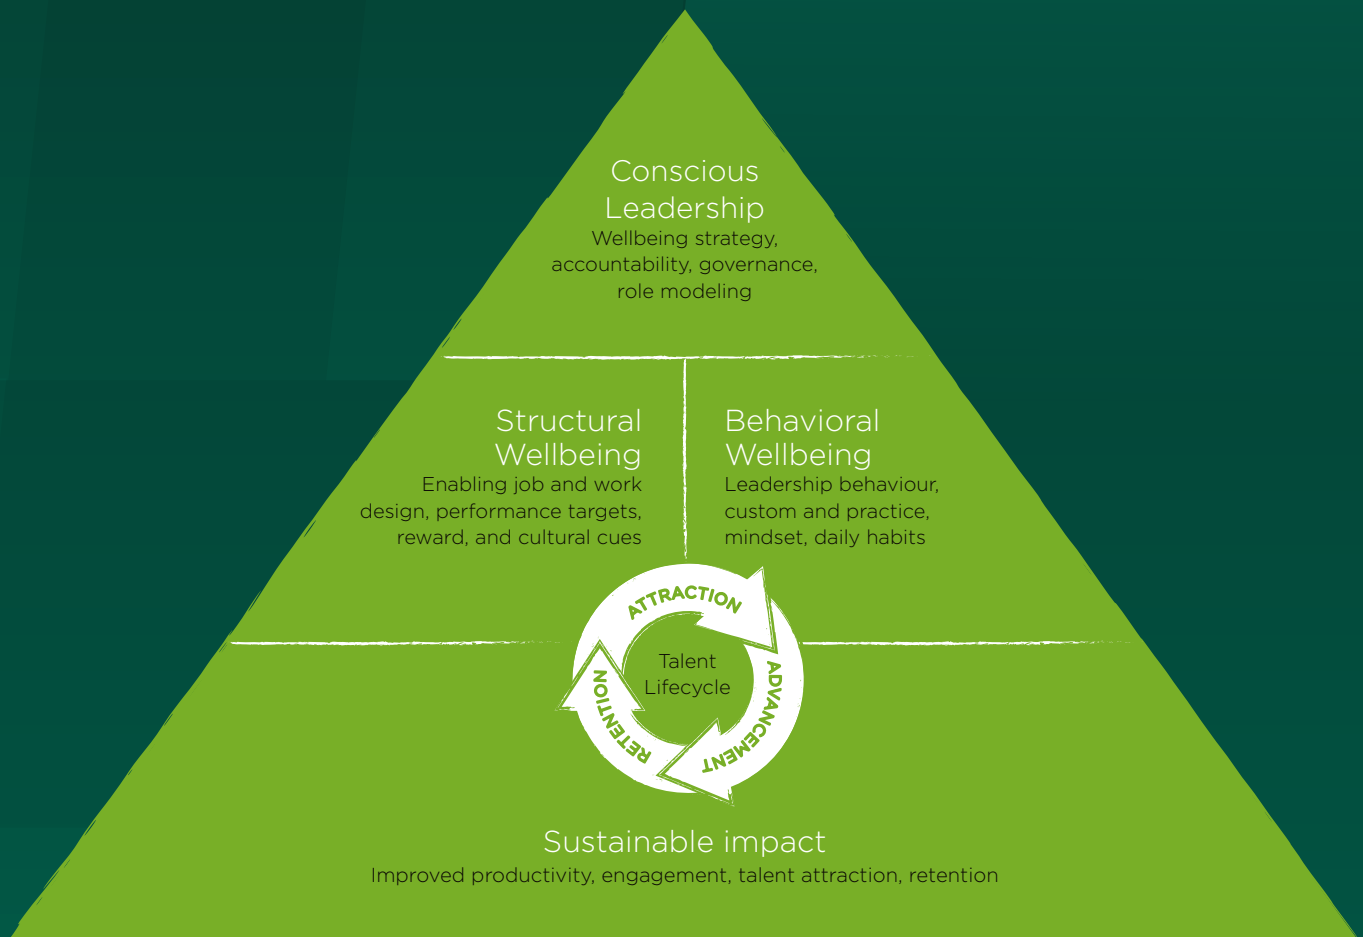 Conscious
Leadership
Wellbeing strategy,
accountability, governance,
role modeling
Structural
Wellbeing
Enabling job and work
design, performance targets,
reward, and cultural cues
Behavioral
Wellbeing
Leadership behaviour,
custom and practice,
mindset, daily habits
ATTRACTION
ADVANCEMENT
RETENTION
Talent
Lifecycle
Sustainable impact
Improved productivity, engagement, talent attraction, retention